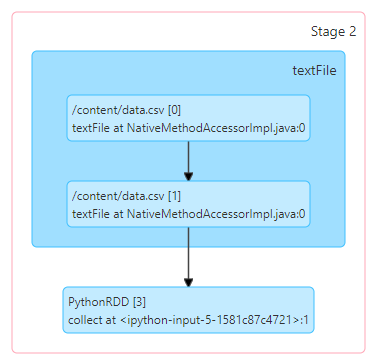 Stage 2
textFile
/content/data.csv [0]
textFile at NativeMethodAccessorImpl.java:0
/content/data.csv [1]
textFile at NativeMethodAccessorImpl.java:0
PythonRDD [3]
collect at <ipython-input-5-1581c87c4721>:1